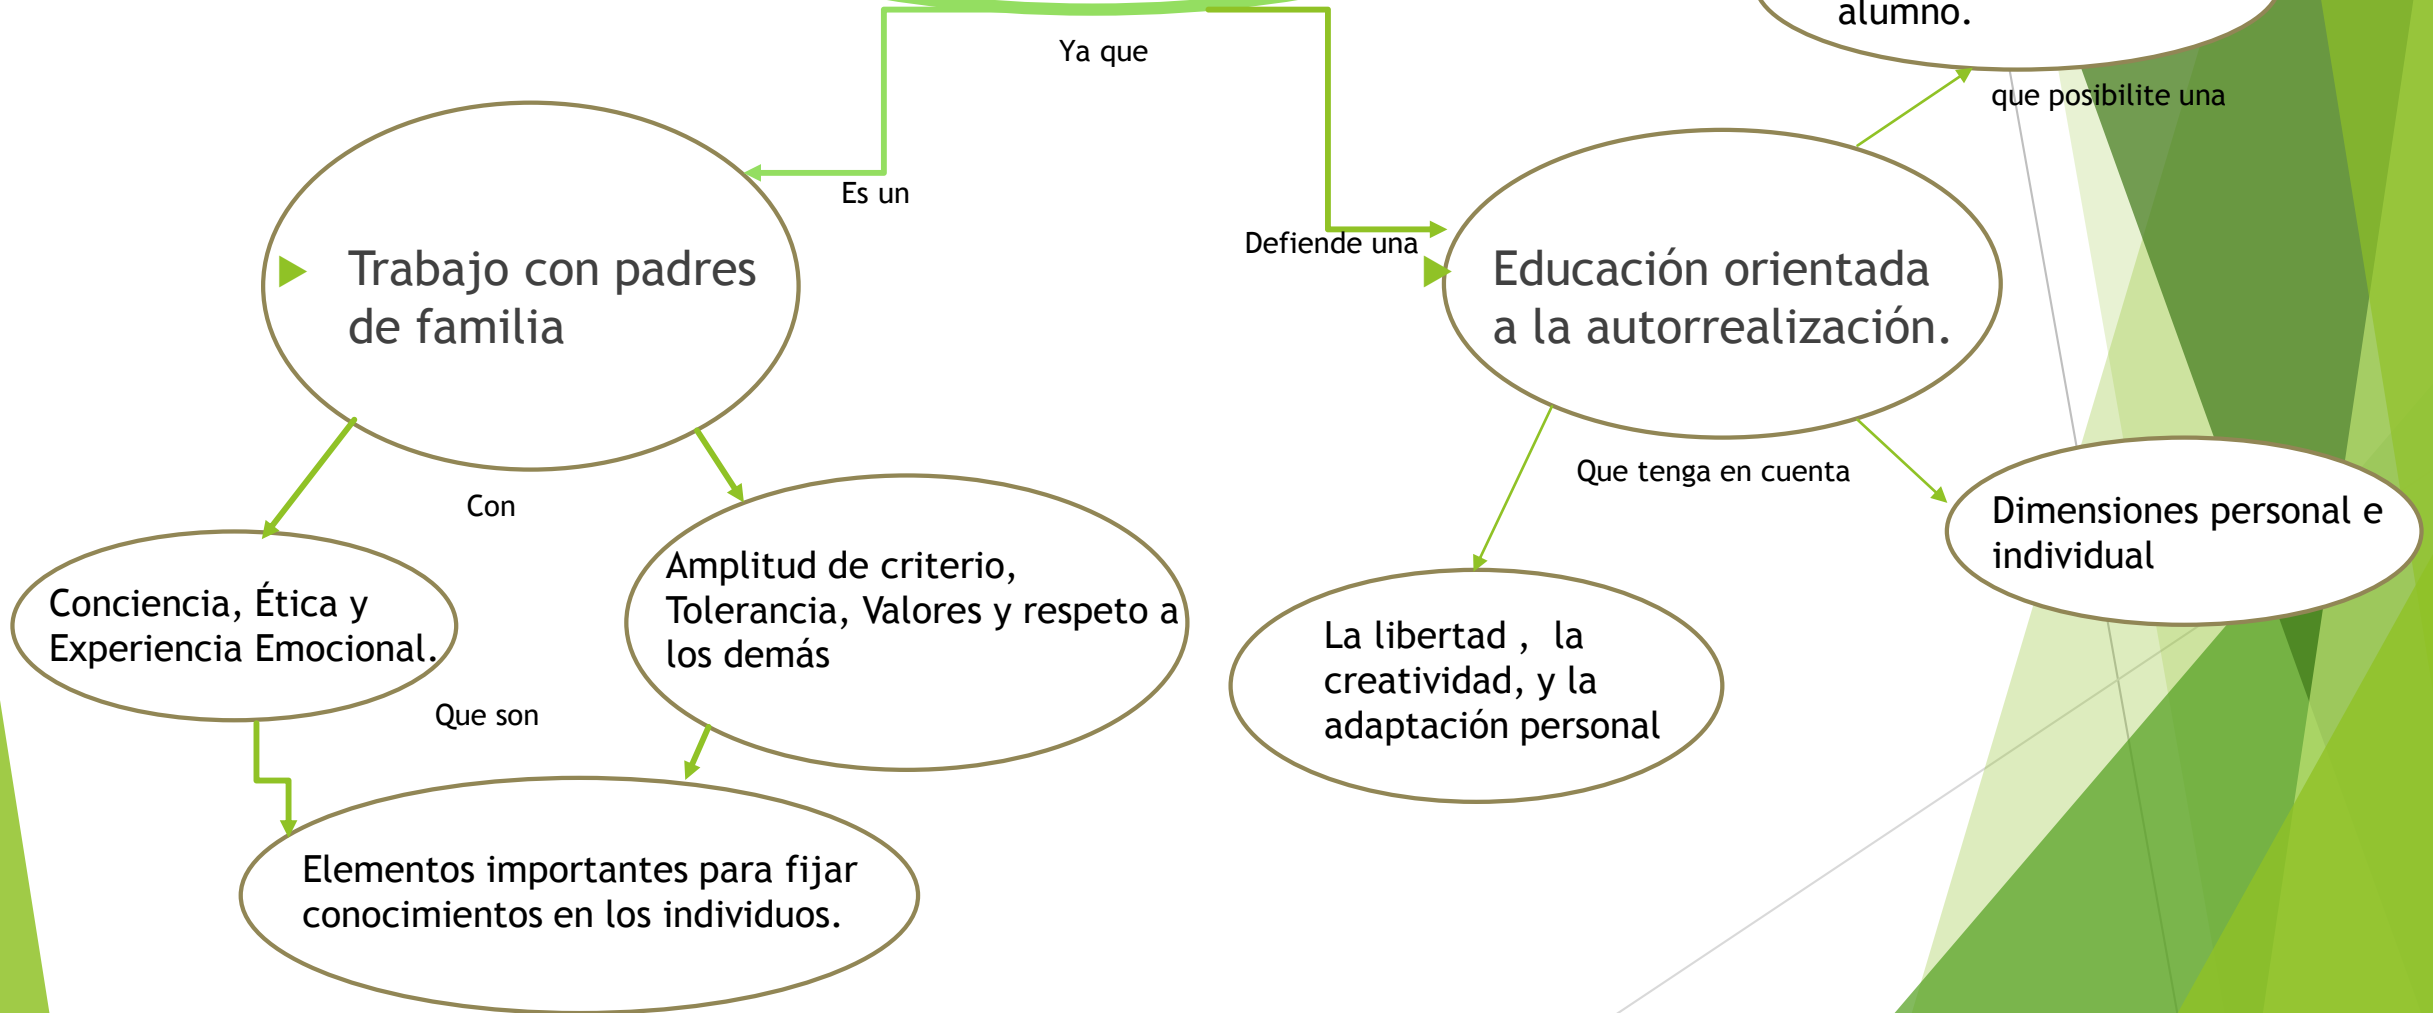 alumno.
Ya que
que posibilite una
Es un
Defiende una
Trabajo con padres
de familia
Educación orientada
a la autorrealización.
Con
Que tenga en cuenta
Dimensiones personal e
individual
Conciencia, Ética y
Experiencia Emocional.
Amplitud de criterio,
Tolerancia, Valores y respeto a
los demás
La libertad , la
creatividad, y la
adaptación personal
Que son
Elementos importantes para fijar
conocimientos en los individuos.